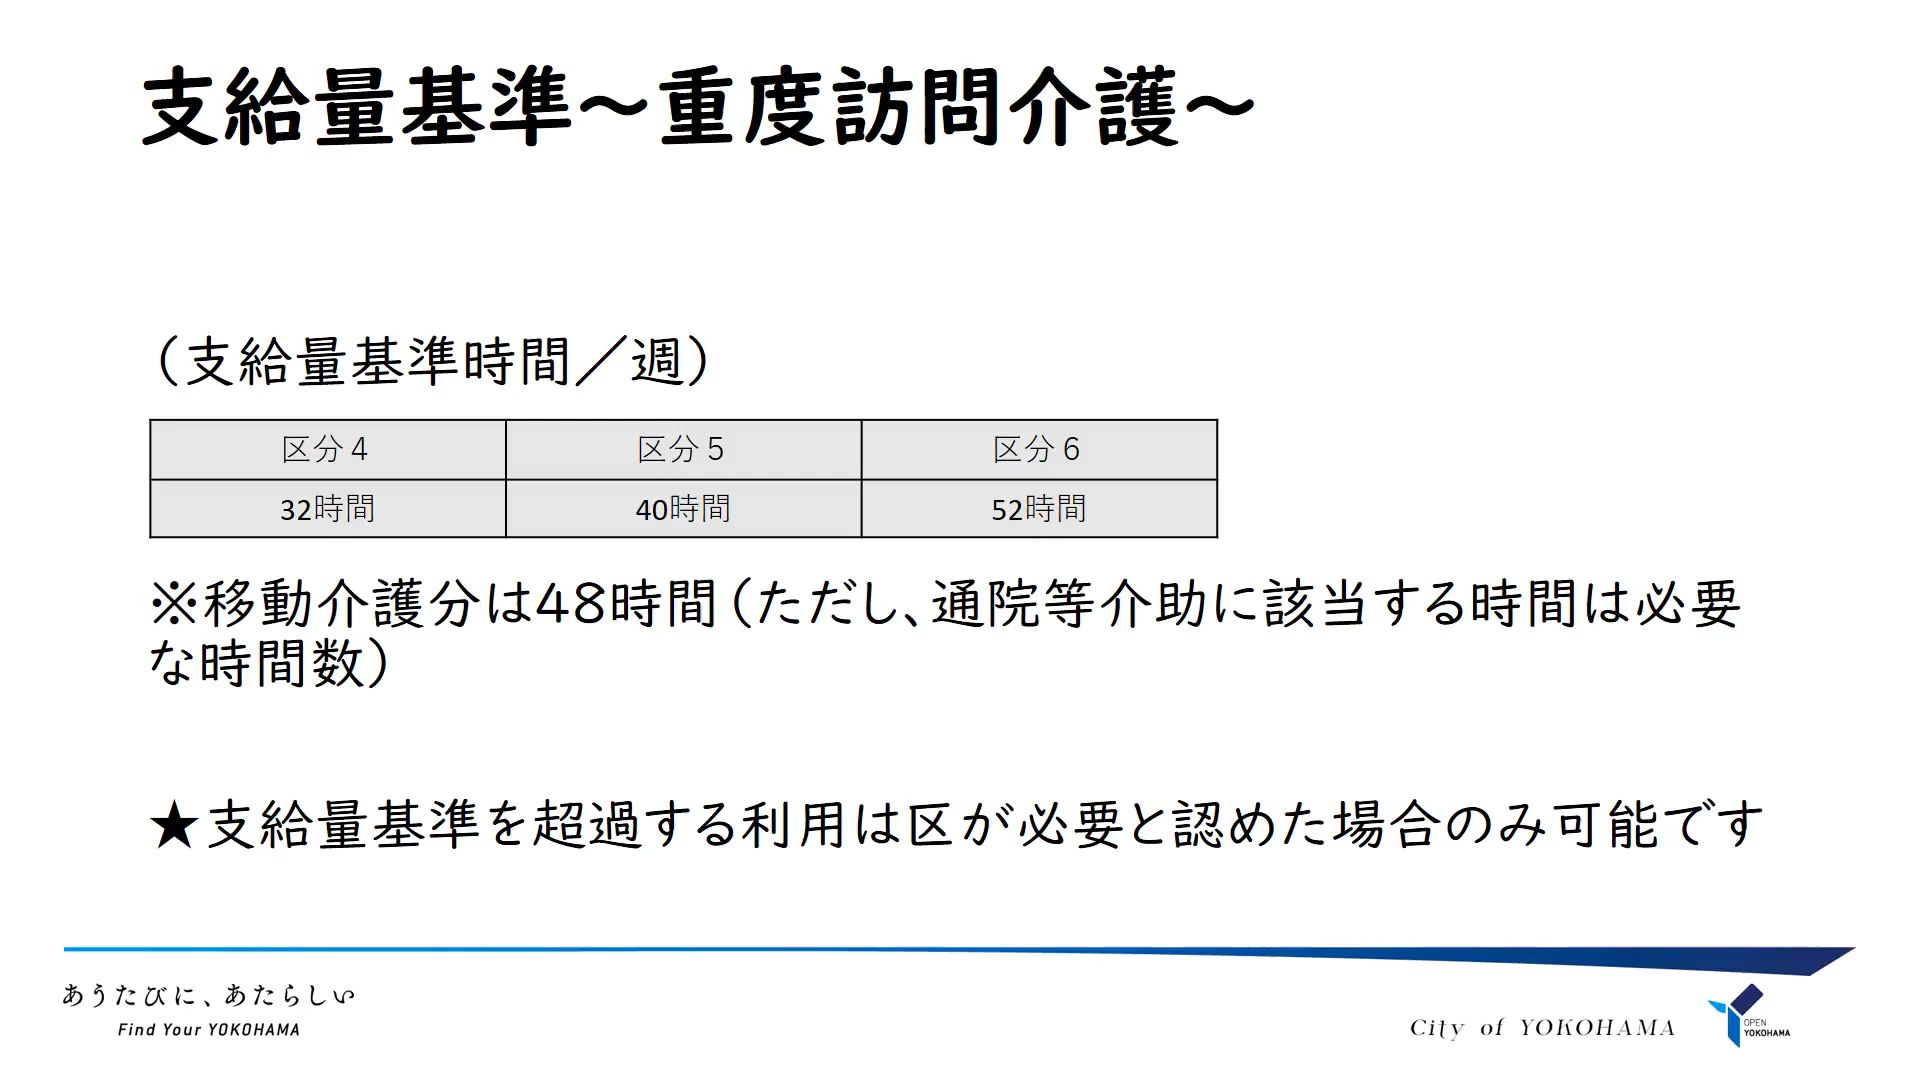 支給量基準～重度訪問介護～
（支給量基準時間／週）
区分４ 区分５ 区分６
32時間 40時間 52時間
※移動介護分は48時間（ただし、通院等介助に該当する時間は必要
な時間数）
★支給量基準を超過する利用は区が必要と認めた場合のみ可能です
あうたびに、あたらしい
Find Your YOKOHAMA
City of YOKOHAMA
OPEN
YOKOHAMA